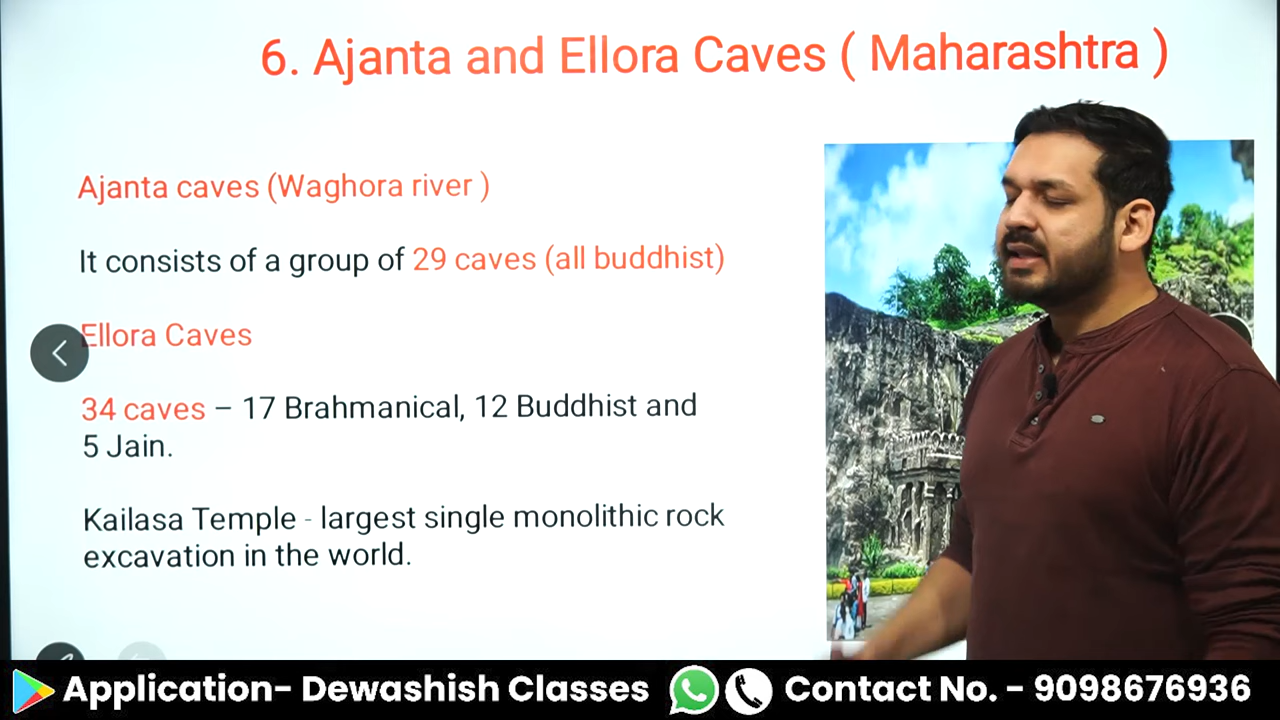 6. Ajanta and Ellora Caves ( Maharashtra )
Ajanta caves (Waghora river )
It consists of a group of 29 caves (all buddhist)
Ellora Caves
34 caves – 17 Brahmanical, 12 Buddhist and
5 Jain.
Kailasa Temple - largest single monolithic rock
excavation in the world.
Application- Dewashish Classes Contact No. - 9098676936